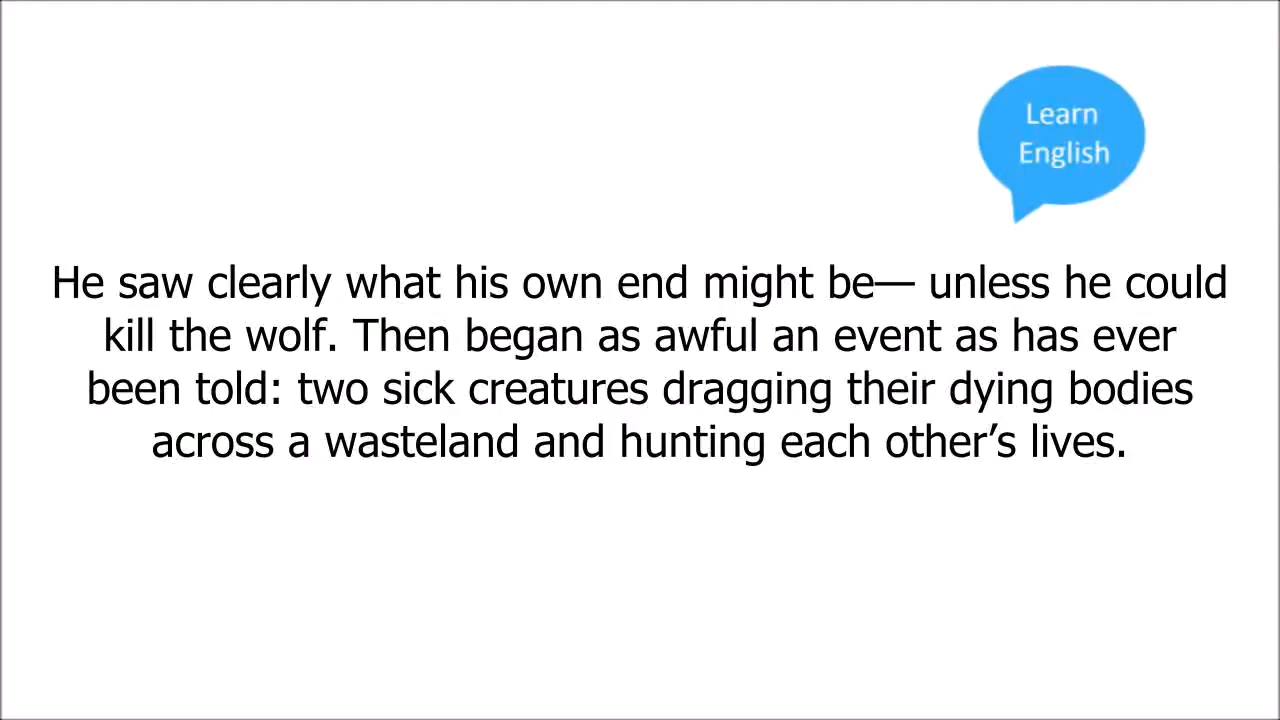 Learn
English
He saw clearly what his own end might be— unless he could
kill the wolf. Then began as awful an event as has ever
been told: two sick creatures dragging their dying bodies
across a wasteland and hunting each other’s lives.